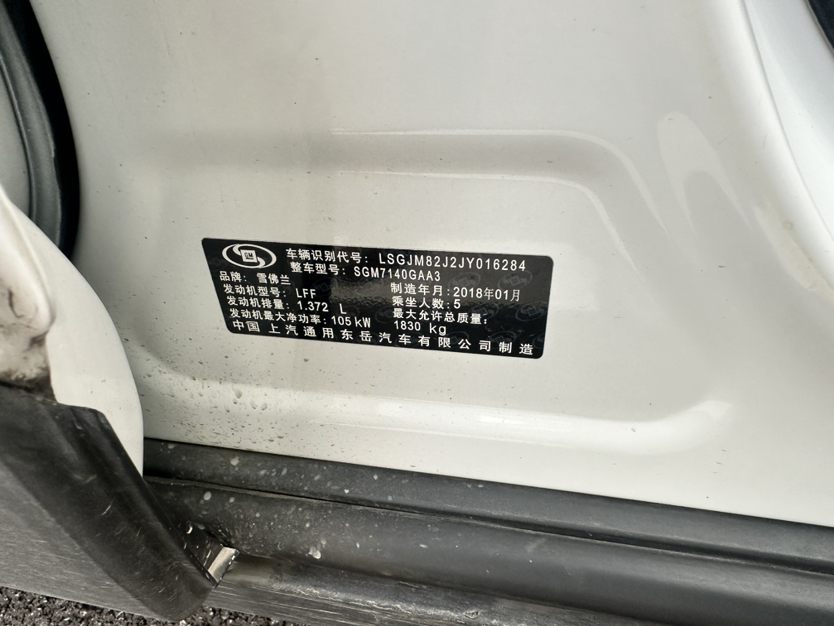 GM
车辆识别代号: LSGJM82J2JY016284
整车型号: SGM7140GAA3
品牌: 雪佛兰
制造年月: 2018年01月
发动机型号: LFF
乘坐人数: 5
发动机排量: 1.372 L
最大允许总质量:
发动机最大净功率: 105 kW
1830 kg
中国 上汽通用东岳汽车有限公司制造